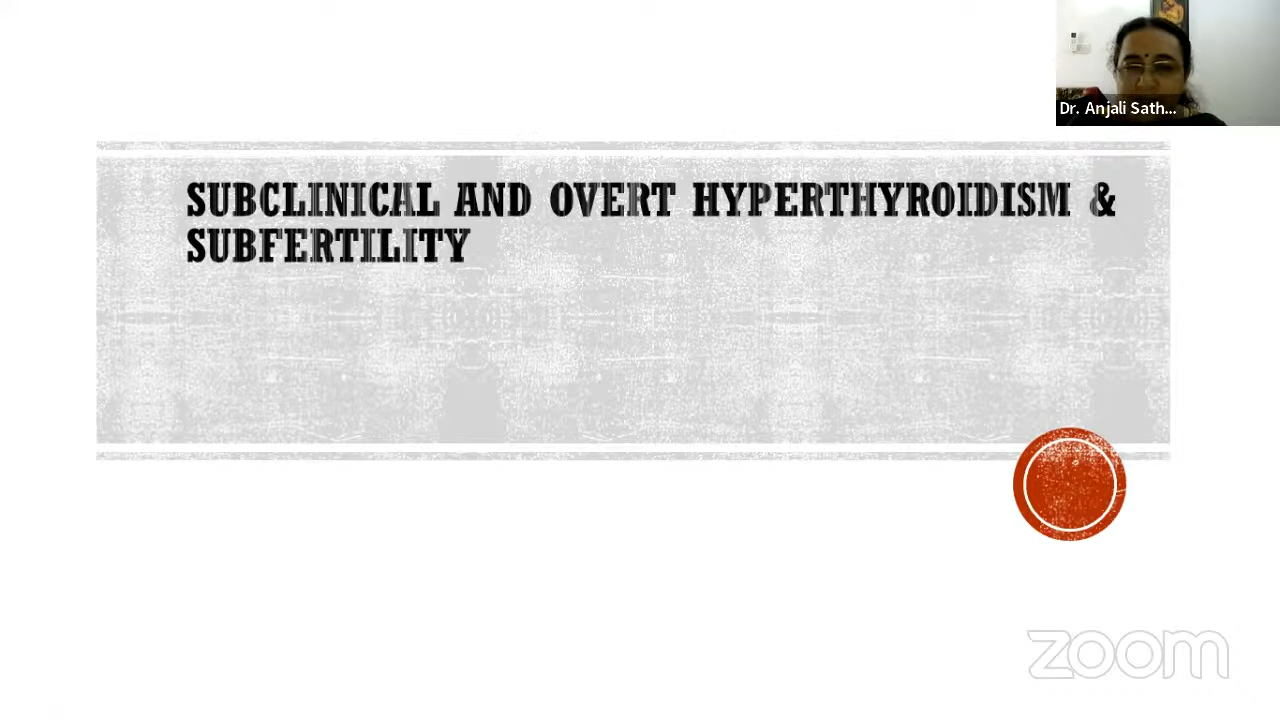 Dr. Anjali Sath...
SUBCLINICAL AND OVERT HYPERTHYROIDISM &
SUBFERTILITY
zoom